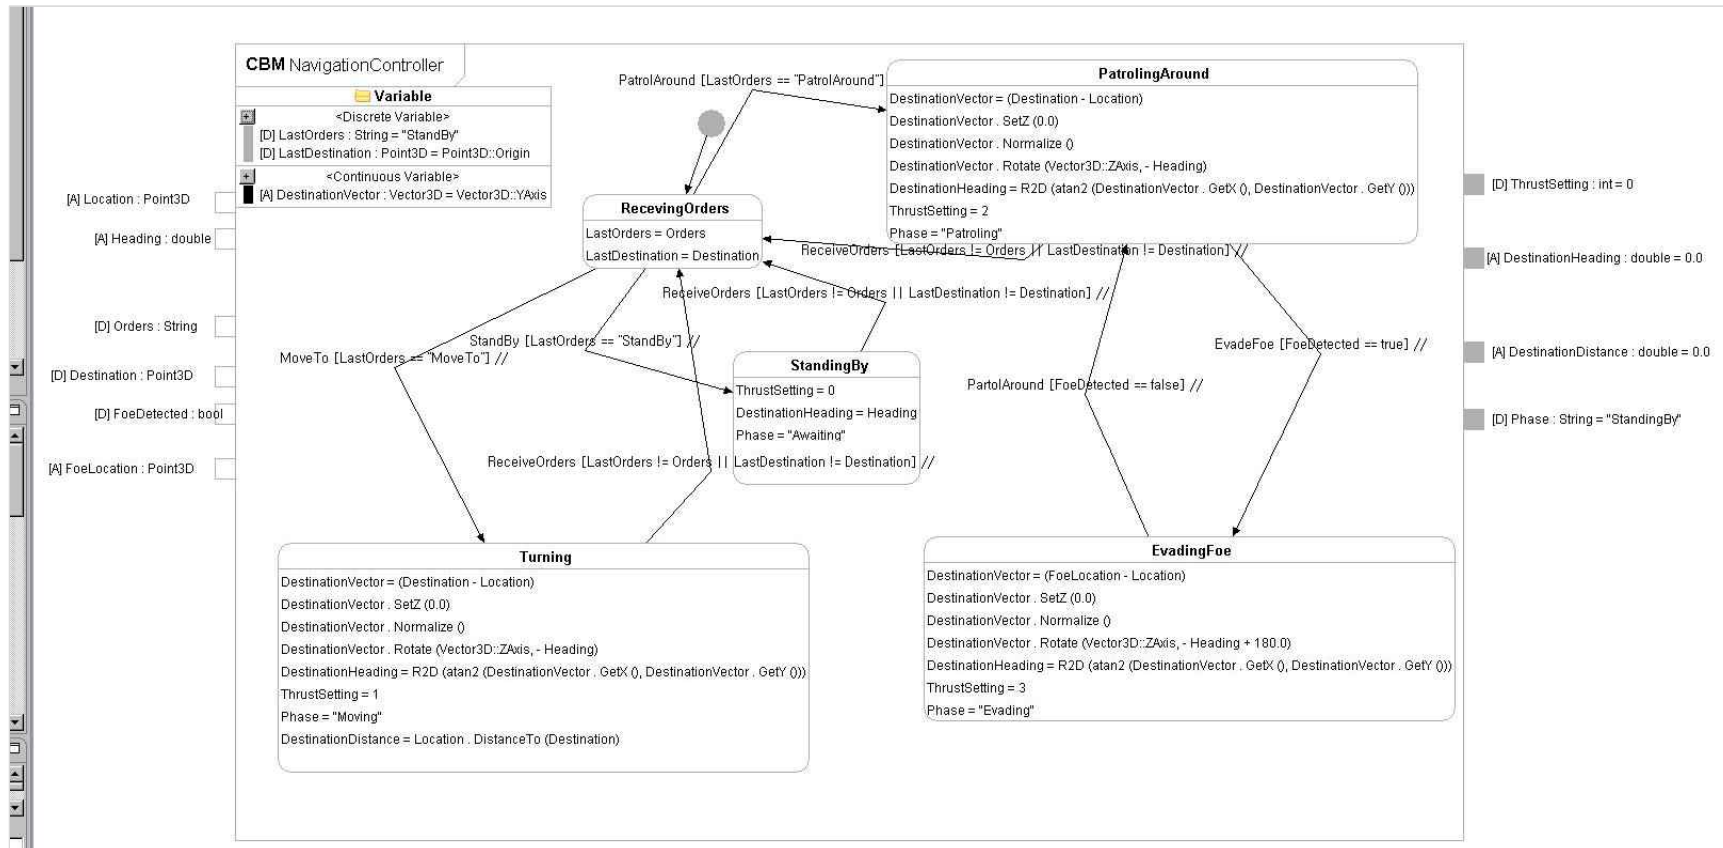 CBM NavigationController
Variable
<Discrete Variable>
[D] LastOrders : String = "StandBy"
[D] LastDestination : Point3D = Point3D::Origin
<Continuous Variable>
[A] DestinationVector : Vector3D = Vector3D::YAxis
[A] Location : Point3D
[A] Heading : double
[D] Orders : String
[D] Destination : Point3D
[D] FoeDetected : bool
[A] FoeLocation : Point3D
PatrolAround [LastOrders == "PatrolAround"]
PatrolingAround
DestinationVector = (Destination - Location)
DestinationVector . SetZ (0.0)
DestinationVector . Normalize ()
DestinationVector . Rotate (Vector3D::ZAxis, - Heading)
DestinationHeading = R2D (atan2 (DestinationVector . GetX (), DestinationVector . GetY ()))
ThrustSetting = 2
Phase = "Patroling"
RecevingOrders
LastOrders = Orders
LastDestination = Destination
ReceiveOrders [LastOrders != Orders || LastDestination != Destination] //
ReceiveOrders [LastOrders != Orders || LastDestination != Destination] //
StandBy [LastOrders == "StandBy"] //
MoveTo [LastOrders == "MoveTo"] //
EvadeFoe [FoeDetected == true] //
PartolAround [FoeDetected == false] //
StandingBy
ThrustSetting = 0
DestinationHeading = Heading
Phase = "Awaiting"
ReceiveOrders [LastOrders != Orders || LastDestination != Destination] //
Turning
DestinationVector = (Destination - Location)
DestinationVector . SetZ (0.0)
DestinationVector . Normalize ()
DestinationVector . Rotate (Vector3D::ZAxis, - Heading)
DestinationHeading = R2D (atan2 (DestinationVector . GetX (), DestinationVector . GetY ()))
ThrustSetting = 1
Phase = "Moving"
DestinationDistance = Location . DistanceTo (Destination)
EvadingFoe
DestinationVector = (FoeLocation - Location)
DestinationVector . SetZ (0.0)
DestinationVector . Normalize ()
DestinationVector . Rotate (Vector3D::ZAxis, - Heading + 180.0)
DestinationHeading = R2D (atan2 (DestinationVector . GetX (), DestinationVector . GetY ()))
ThrustSetting = 3
Phase = "Evading"
[D] ThrustSetting : int = 0
[A] DestinationHeading : double = 0.0
[A] DestinationDistance : double = 0.0
[D] Phase : String = "StandingBy"